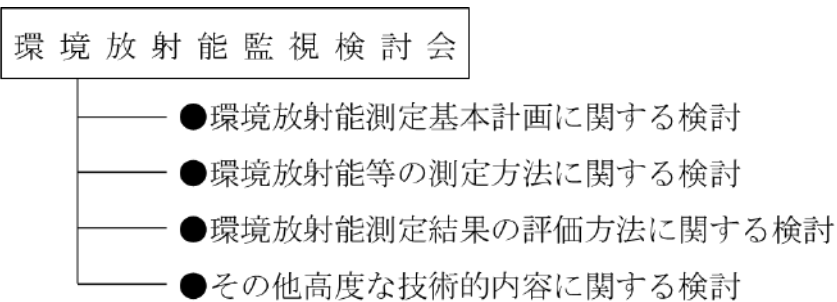 環境放射能監視検討会
●環境放射能測定基本計画に関する検討
●環境放射能等の測定方法に関する検討
●環境放射能測定結果の評価方法に関する検討
●その他高度な技術的内容に関する検討